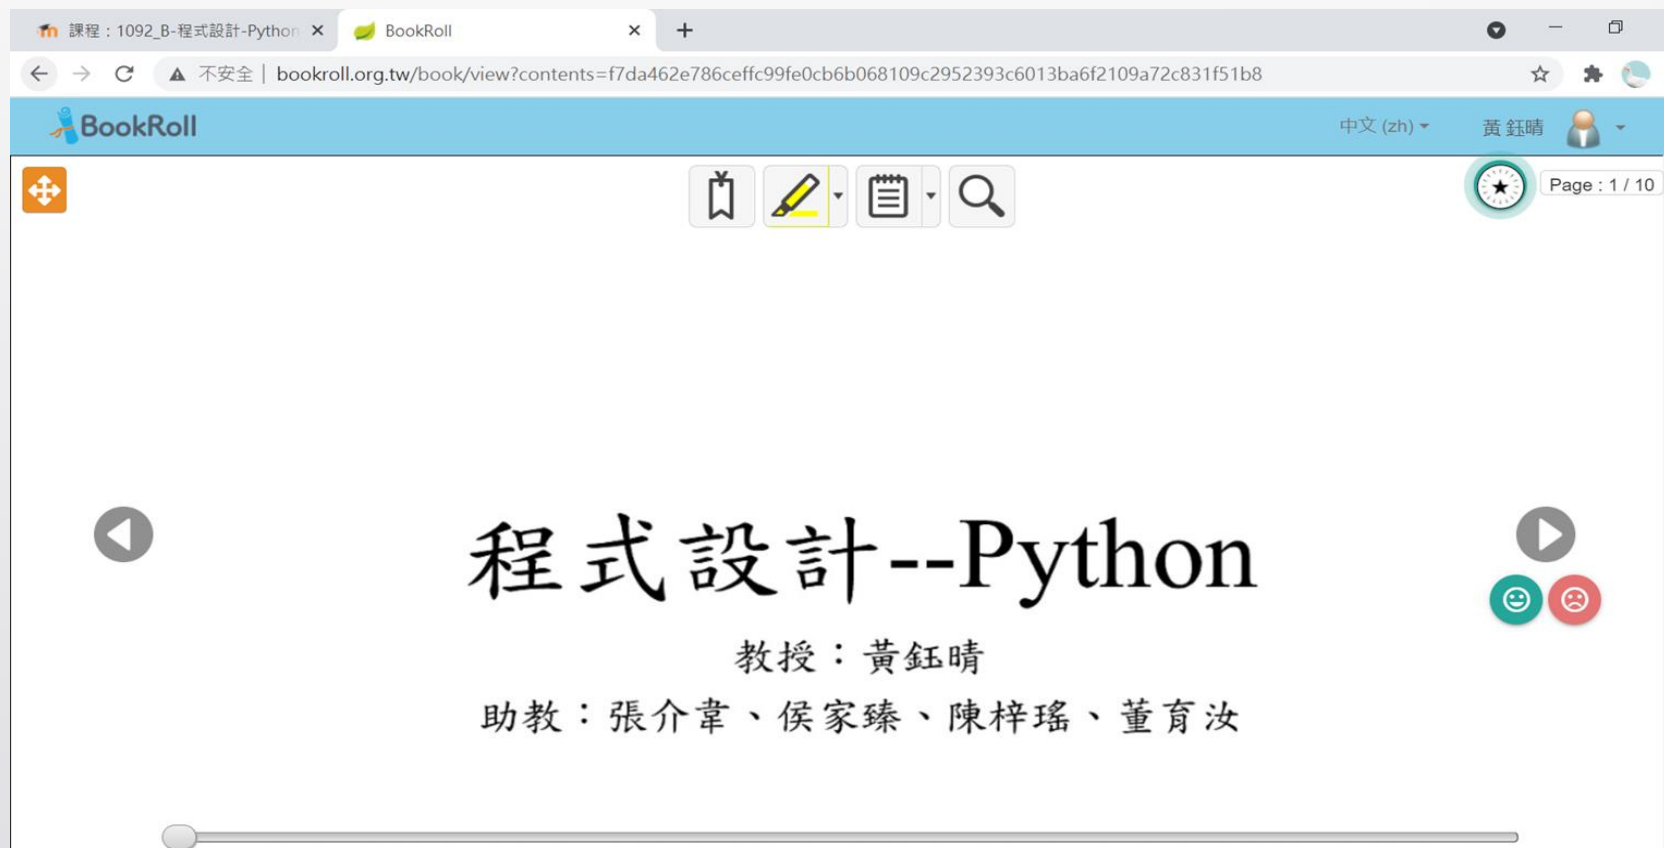 課程：1092_B-程式設計-Python
BookRoll
不安全
bookroll.org.tw/book/view?contents=f7da462e786ceffc99fe0cb6b068109c2952393c6013ba6f2109a72c831f51b8
BookRoll
中文 (zh)
黃 鈺晴
Page : 1 / 10
程式設計--Python
教授：黃鈺晴
助教：張介韋、侯家臻、陳梓瑤、董育汝